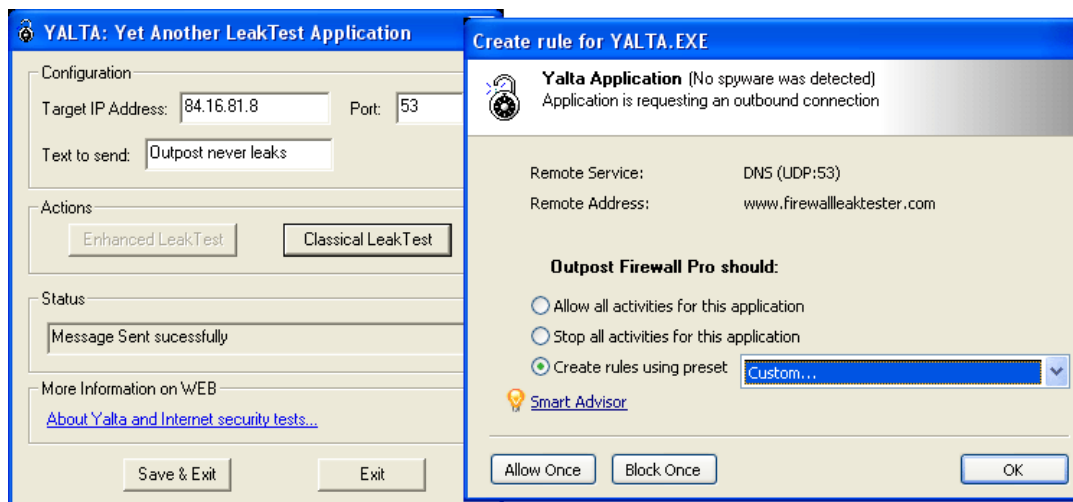 YALTA: Yet Another LeakTest Application
Configuration
Target IP Address: 84.16.81.8 Port: 53
Text to send: Outpost never leaks
Actions
Enhanced LeakTest Classical LeakTest
Status
Message Sent sucessfully
More Information on WEB
About Yalta and Internet security tests...
Save & Exit Exit
Create rule for YALTA.EXE
Yalta Application (No spyware was detected)
Application is requesting an outbound connection
Remote Service: DNS (UDP:53)
Remote Address: www.firewallleaktester.com
Outpost Firewall Pro should:
Allow all activities for this application
Stop all activities for this application
Create rules using preset Custom...
Smart Advisor
Allow Once Block Once OK